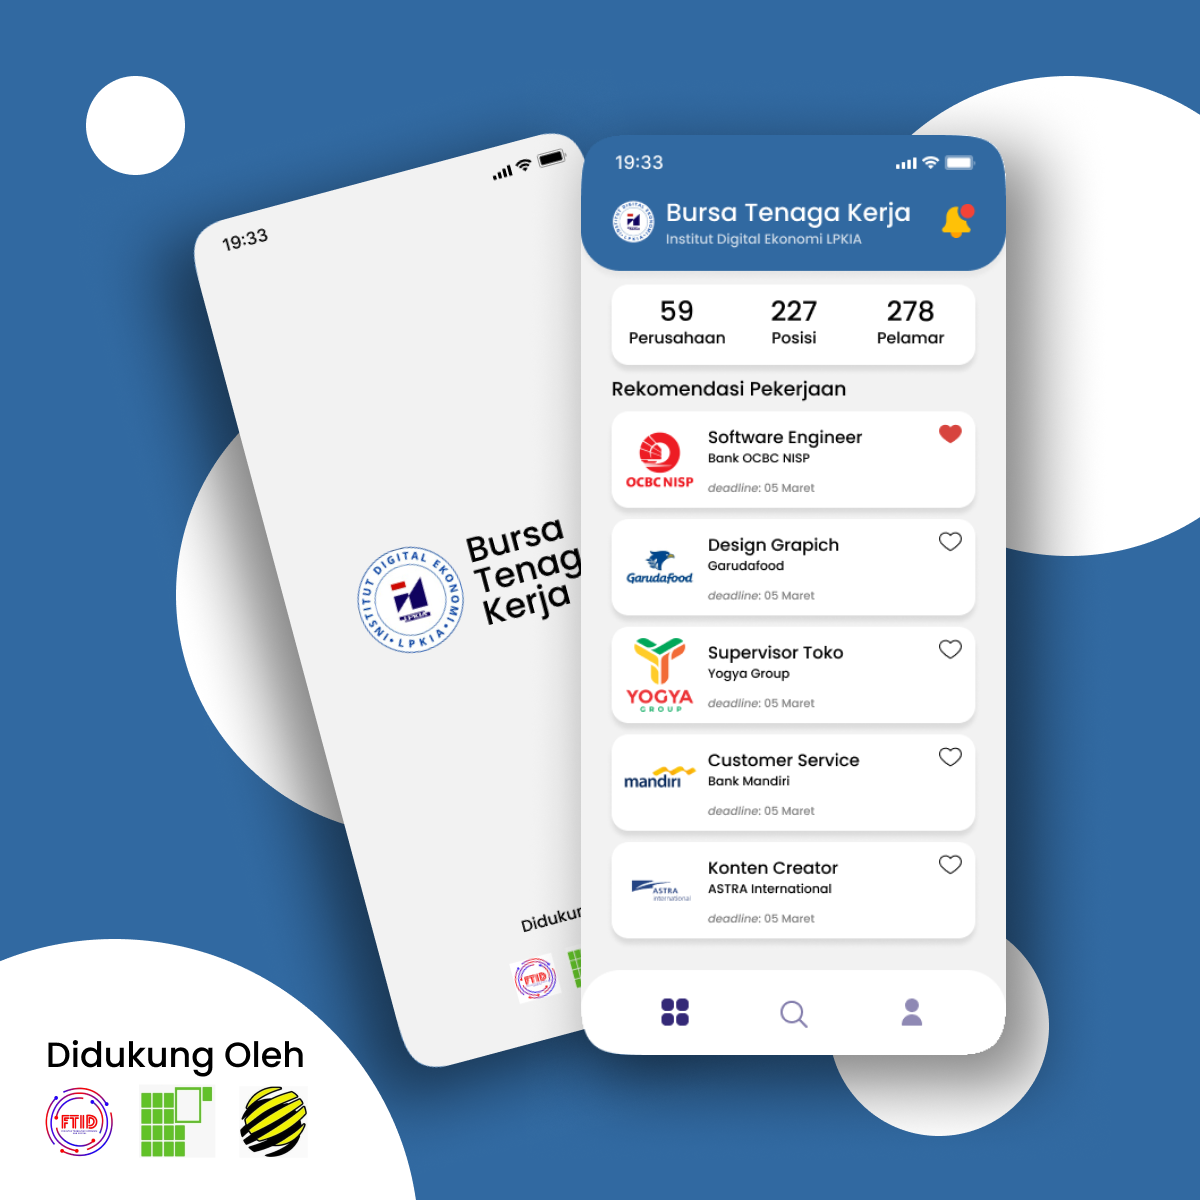 19:33
INSTITUT DIGITAL EKONOMI
• LPKIA •
LPKIA
Bursa
Tenag
Kerja
Didukun
FTID
19:33
Bursa Tenaga Kerja
Institut Digital Ekonomi LPKIA
59
Perusahaan
227
Posisi
278
Pelamar
Rekomendasi Pekerjaan
OCBC NISP
Software Engineer
Bank OCBC NISP
deadline: 05 Maret
Garudafood
Design Grapich
Garudafood
deadline: 05 Maret
YOGYA
GROUP
Supervisor Toko
Yogya Group
deadline: 05 Maret
mandiri
Customer Service
Bank Mandiri
deadline: 05 Maret
ASTRA
international
Konten Creator
ASTRA International
deadline: 05 Maret
Didukung Oleh
FTID